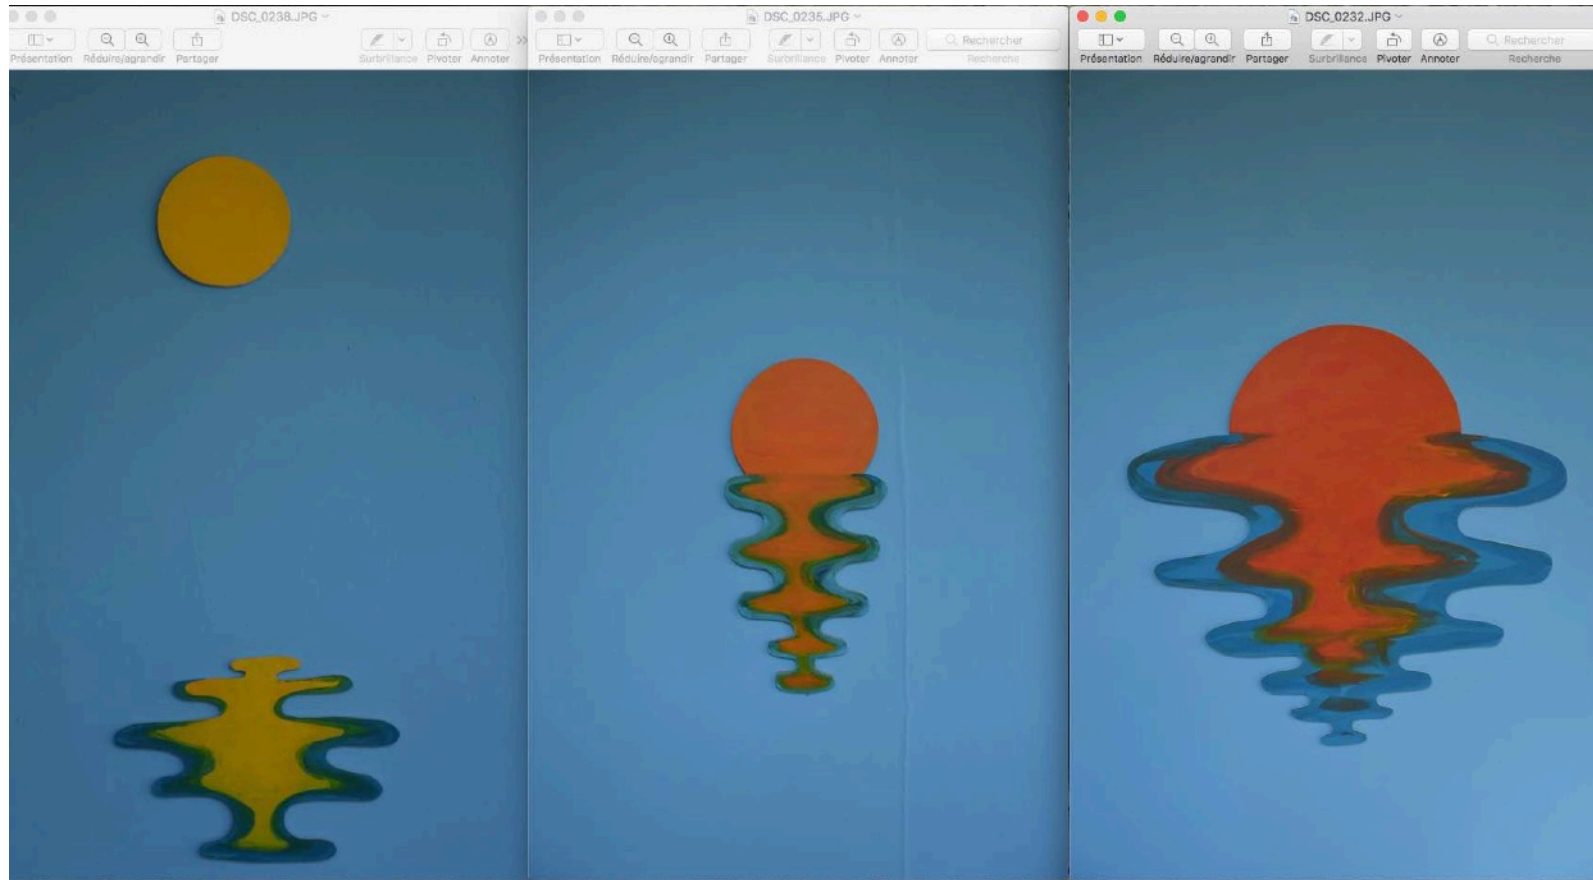 DSC_0238.JPG
Présentation Réduire/agrandir Partager Surbrillance Pivoter Annoter
DSC_0235.JPG
Rechercher
Présentation Réduire/agrandir Partager Surbrillance Pivoter Annoter Recherche
DSC_0232.JPG
Rechercher
Présentation Réduire/agrandir Partager Surbrillance Pivoter Annoter Recherche